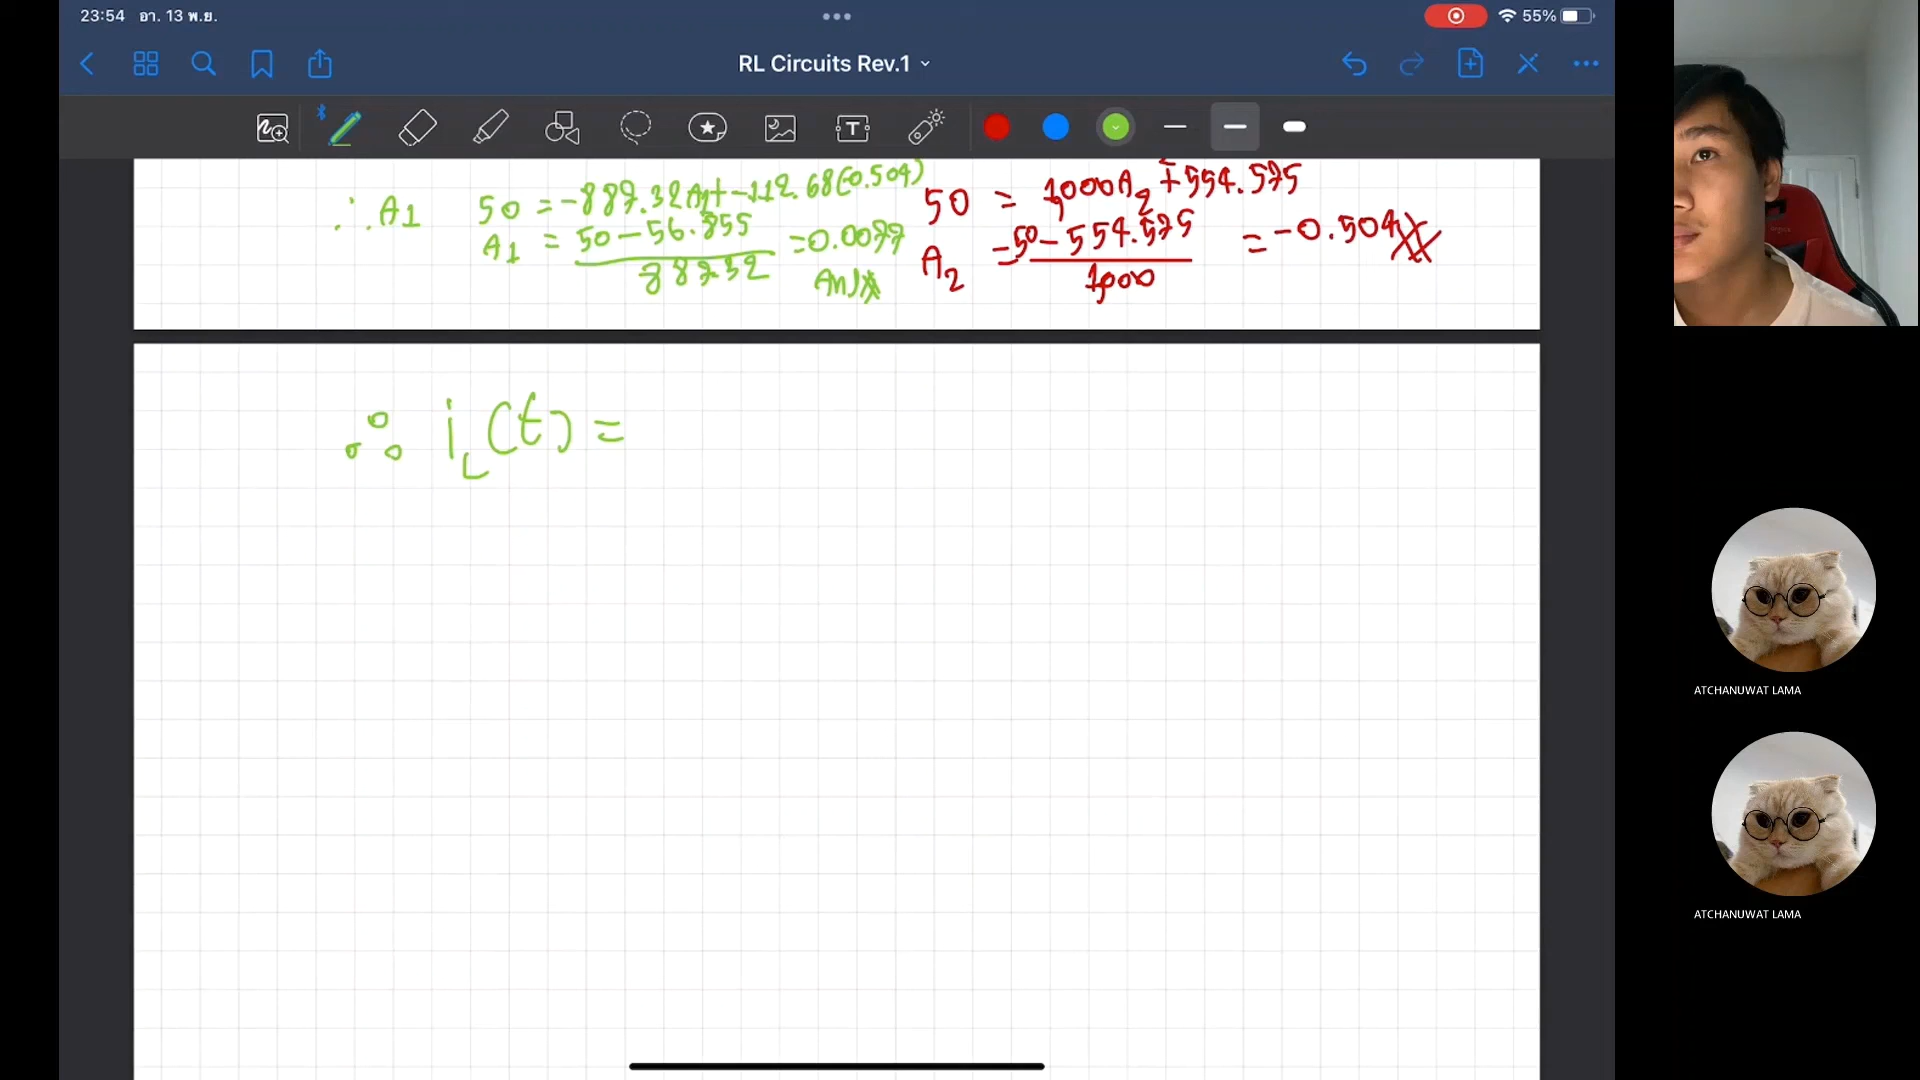 23:54 อา. 13 พ.ย.
55%
RL Circuits Rev.1
T
∴ A1 50 = -887.32A1 + -112.68(-0.504)
A1 = 50 - 56.855 = 0.0077
88732
Ans
50 = 1000A2 + 554.575
A2 = -50 - 554.575 = -0.504
1000
∴ iL(t) =
ATCHANUWAT LAMA
ATCHANUWAT LAMA